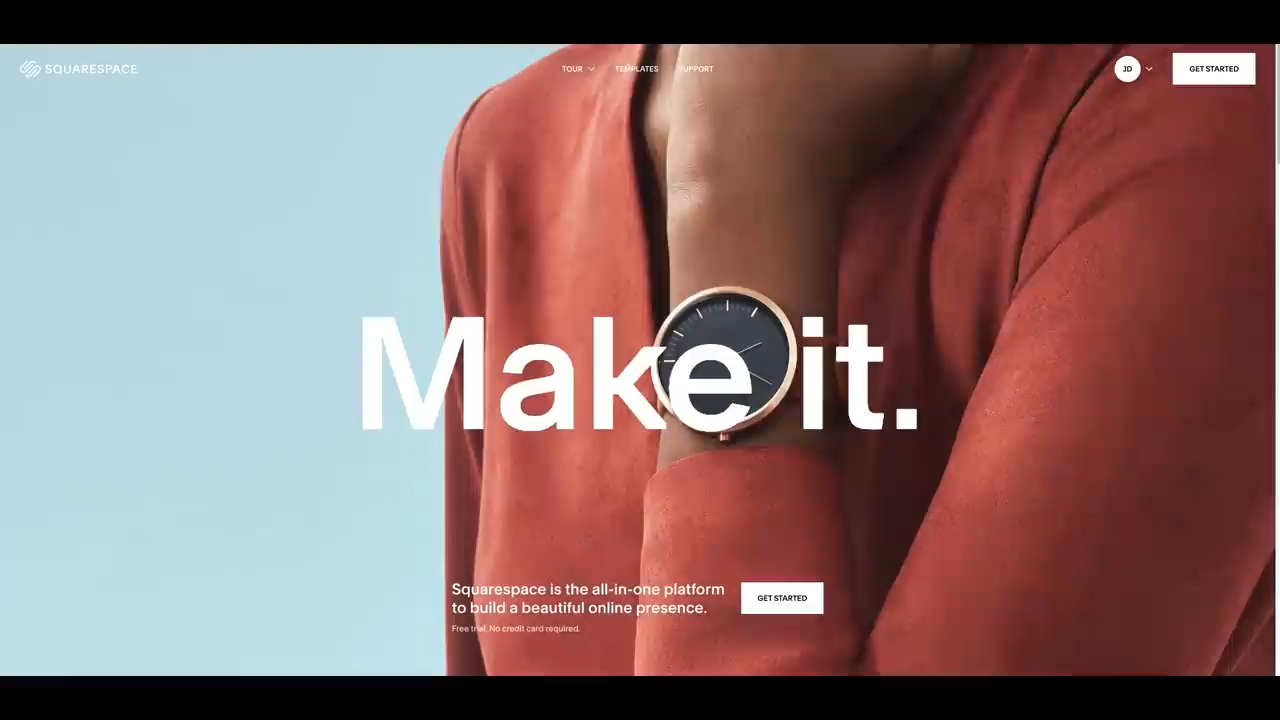 SQUARESPACE
TOUR
TEMPLATES
SUPPORT
JD
GET STARTED
Make it.
Squarespace is the all-in-one platform
to build a beautiful online presence.
GET STARTED
Free trial. No credit card required.